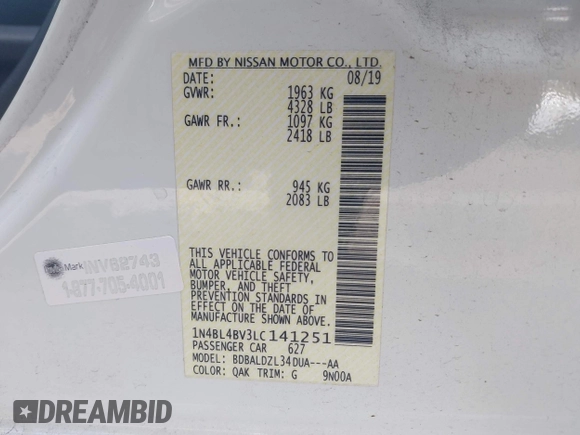 MFD BY NISSAN MOTOR CO., LTD.
DATE: 08/19
GVWR: 1963 KG
4328 LB
GAWR FR.: 1097 KG
2418 LB
GAWR RR.: 945 KG
2083 LB
THIS VEHICLE CONFORMS TO
ALL APPLICABLE FEDERAL
MOTOR VEHICLE SAFETY,
BUMPER, AND THEFT
PREVENTION STANDARDS IN
EFFECT ON THE DATE OF
MANUFACTURE SHOWN ABOVE.
1N4BL4BV3LC141251
PASSENGER CAR 627
MODEL: BDBALDZL34DUA---AA
COLOR: QAK TRIM: G 9N00A
Mark INV62743
1-877-705-4001
DREAMBID